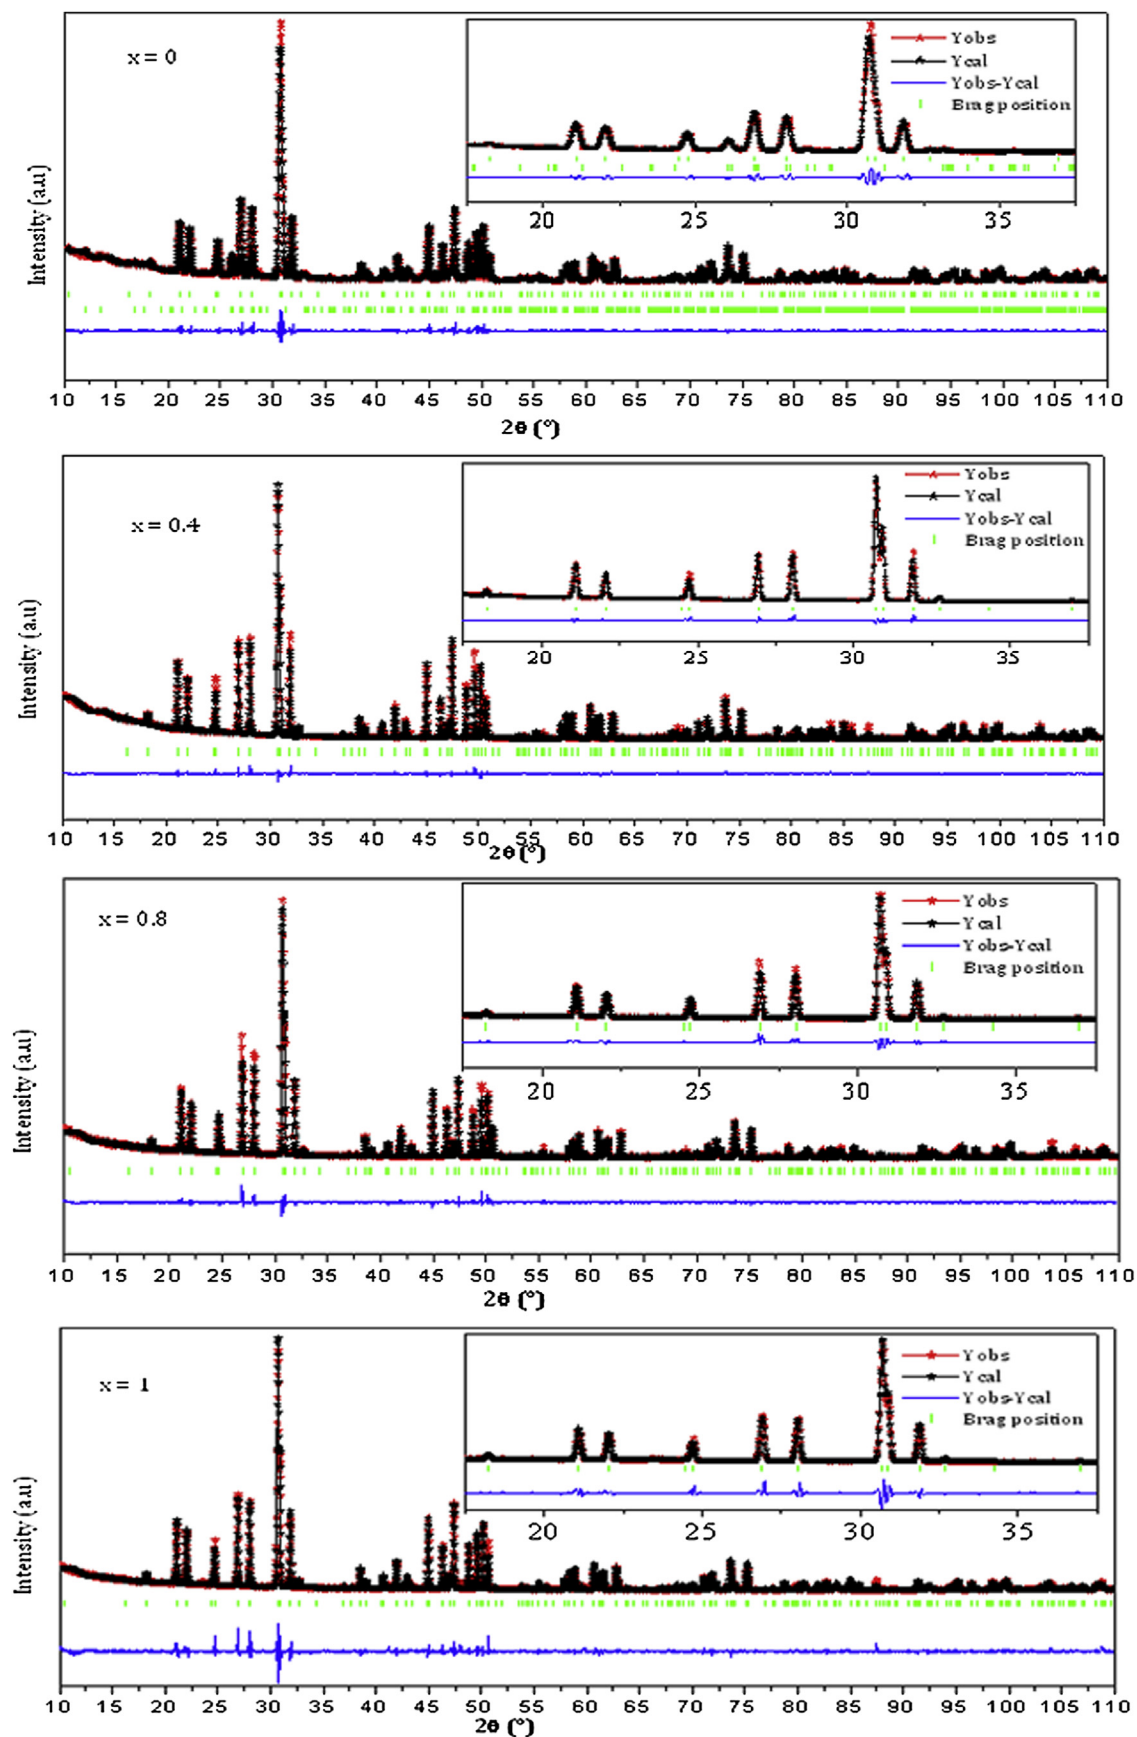 x = 0
Yobs
Ycal
Yobs-Ycal
Brag position
20 25 30 35
Intensity (a.u)
10 15 20 25 30 35 40 45 50 55 60 65 70 75 80 85 90 95 100 105 110
2θ (°)
x = 0.4
Yobs
Ycal
Yobs-Ycal
Brag position
20 25 30 35
Intensity (a.u)
10 15 20 25 30 35 40 45 50 55 60 65 70 75 80 85 90 95 100 105 110
2θ (°)
x = 0.8
Yobs
Ycal
Yobs-Ycal
Brag position
20 25 30 35
Intensity (a.u)
10 15 20 25 30 35 40 45 50 55 60 65 70 75 80 85 90 95 100 105 110
2θ (°)
x = 1
Yobs
Ycal
Yobs-Ycal
Brag position
20 25 30 35
Intensity (a.u)
10 15 20 25 30 35 40 45 50 55 60 65 70 75 80 85 90 95 100 105 110
2θ (°)